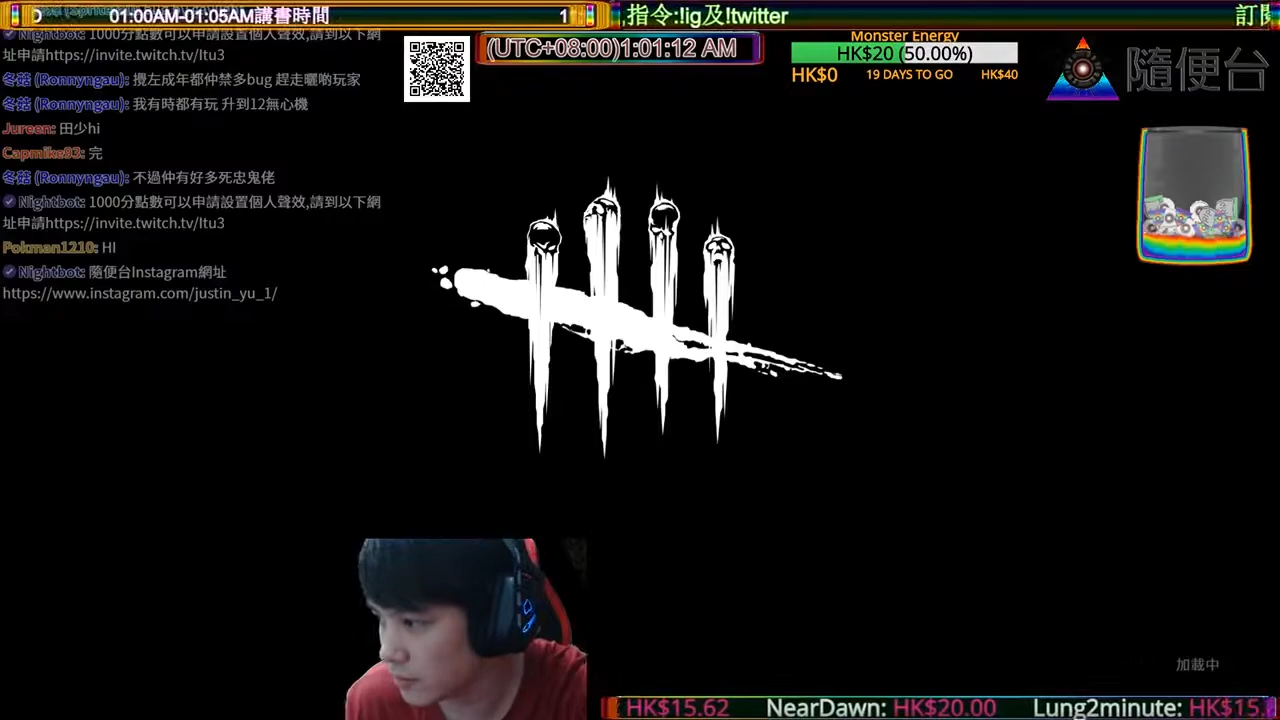 01:00AM-01:05AM講書時間
1
指令:!ig及!twitter
訂閱
Nightbot: 1000分點數可以申請設置個人聲效,請到以下網
址申請https://invite.twitch.tv/ltu3
冬菇 (Ronnyngau): 攪左成年都仲禁多bug 趕走曬啲玩家
冬菇 (Ronnyngau): 我有時都有玩 升到12無心機
Jureen: 田少hi
Capmike93: 完
冬菇 (Ronnyngau): 不過仲有好多死忠鬼佬
Nightbot: 1000分點數可以申請設置個人聲效,請到以下網
址申請https://invite.twitch.tv/ltu3
Pokman1210: HI
Nightbot: 隨便台Instagram網址
https://www.instagram.com/justin_yu_1/
(UTC+08:00)1:01:12 AM
Monster Energy
HK$20 (50.00%)
HK$0
19 DAYS TO GO
HK$40
隨便台
加載中
HK$15.62 NearDawn: HK$20.00 Lung2minute: HK$15.